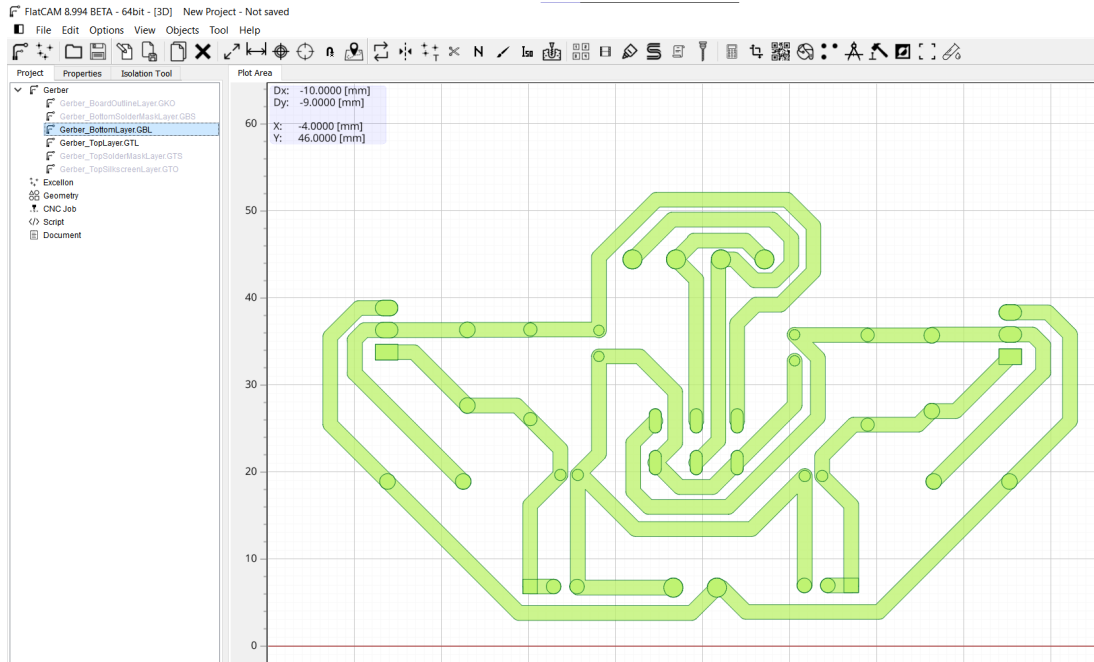 FlatCAM 8.994 BETA - 64bit - [3D]    New Project - Not saved
File Edit Options View Objects Tool Help
Project Properties Isolation Tool Plot Area
Gerber
Gerber_BoardOutlineLayer.GKO
Gerber_BottomSolderMaskLayer.GBS
Gerber_BottomLayer.GBL
Gerber_TopLayer.GTL
Gerber_TopSolderMaskLayer.GTS
Gerber_TopSilkscreenLayer.GTO
Excellon
Geometry
CNC Job
Script
Document
Dx: -10.0000 [mm]
Dy: -9.0000 [mm]
X: -4.0000 [mm]
Y: 46.0000 [mm]
60
50
40
30
20
10
0